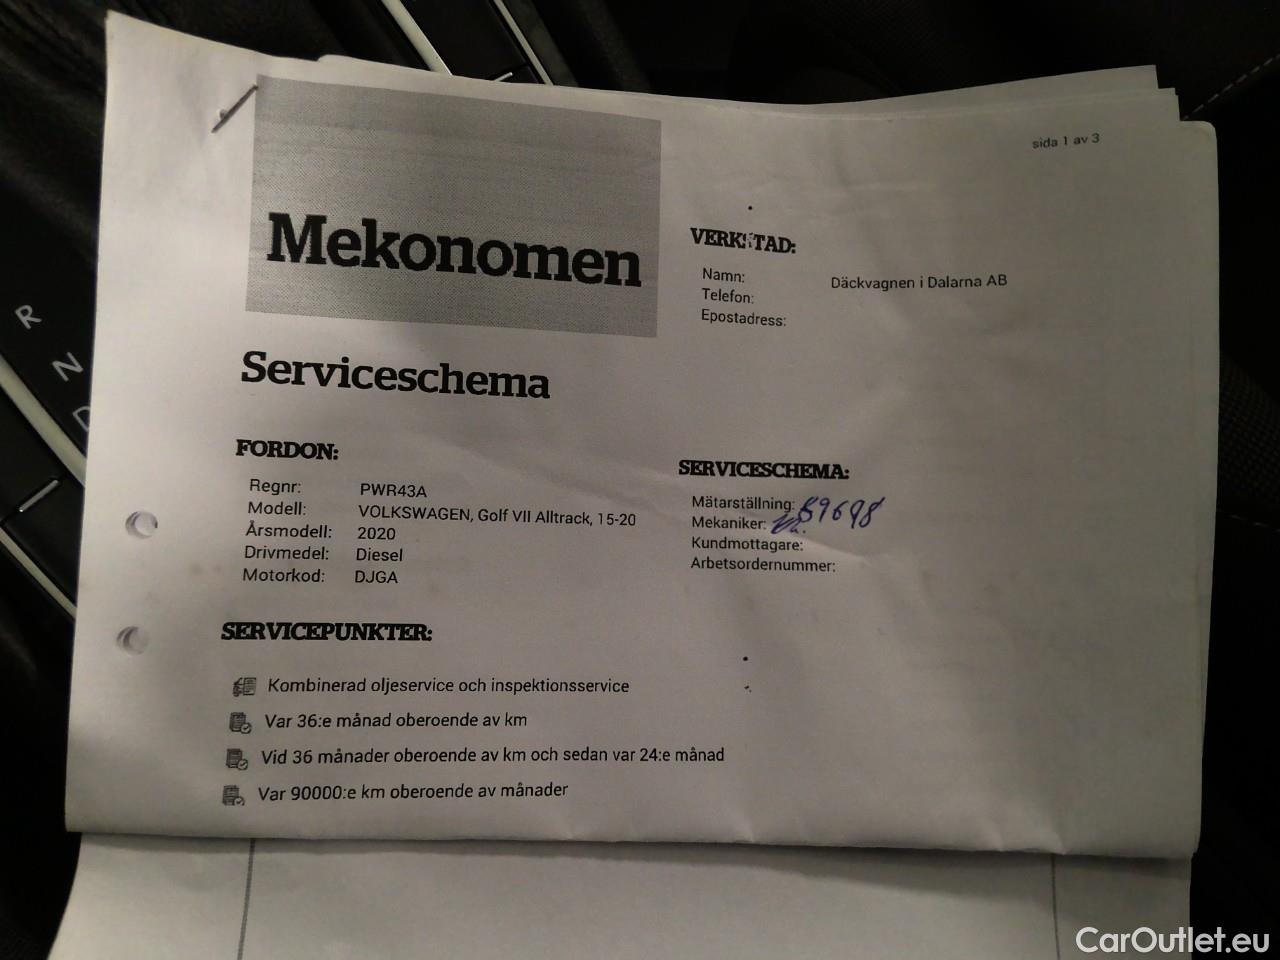 sida 1 av 3
Mekonomen
VERKSTAD:
Namn: Däckvagnen i Dalarna AB
Telefon:
Epostadress:
Serviceschema
FORDON:
Regnr: PWR43A
Modell: VOLKSWAGEN, Golf VII Alltrack, 15-20
Årsmodell: 2020
Drivmedel: Diesel
Motorkod: DJGA
SERVICESCHEMA:
Mätarställning: 89698
Mekaniker:
Kundmottagare:
Arbetsordernummer:
SERVICEPUNKTER:
Kombinerad oljeservice och inspektionsservice
Var 36:e månad oberoende av km
Vid 36 månader oberoende av km och sedan var 24:e månad
Var 90000:e km oberoende av månader
R
N
D
CarOutlet.eu